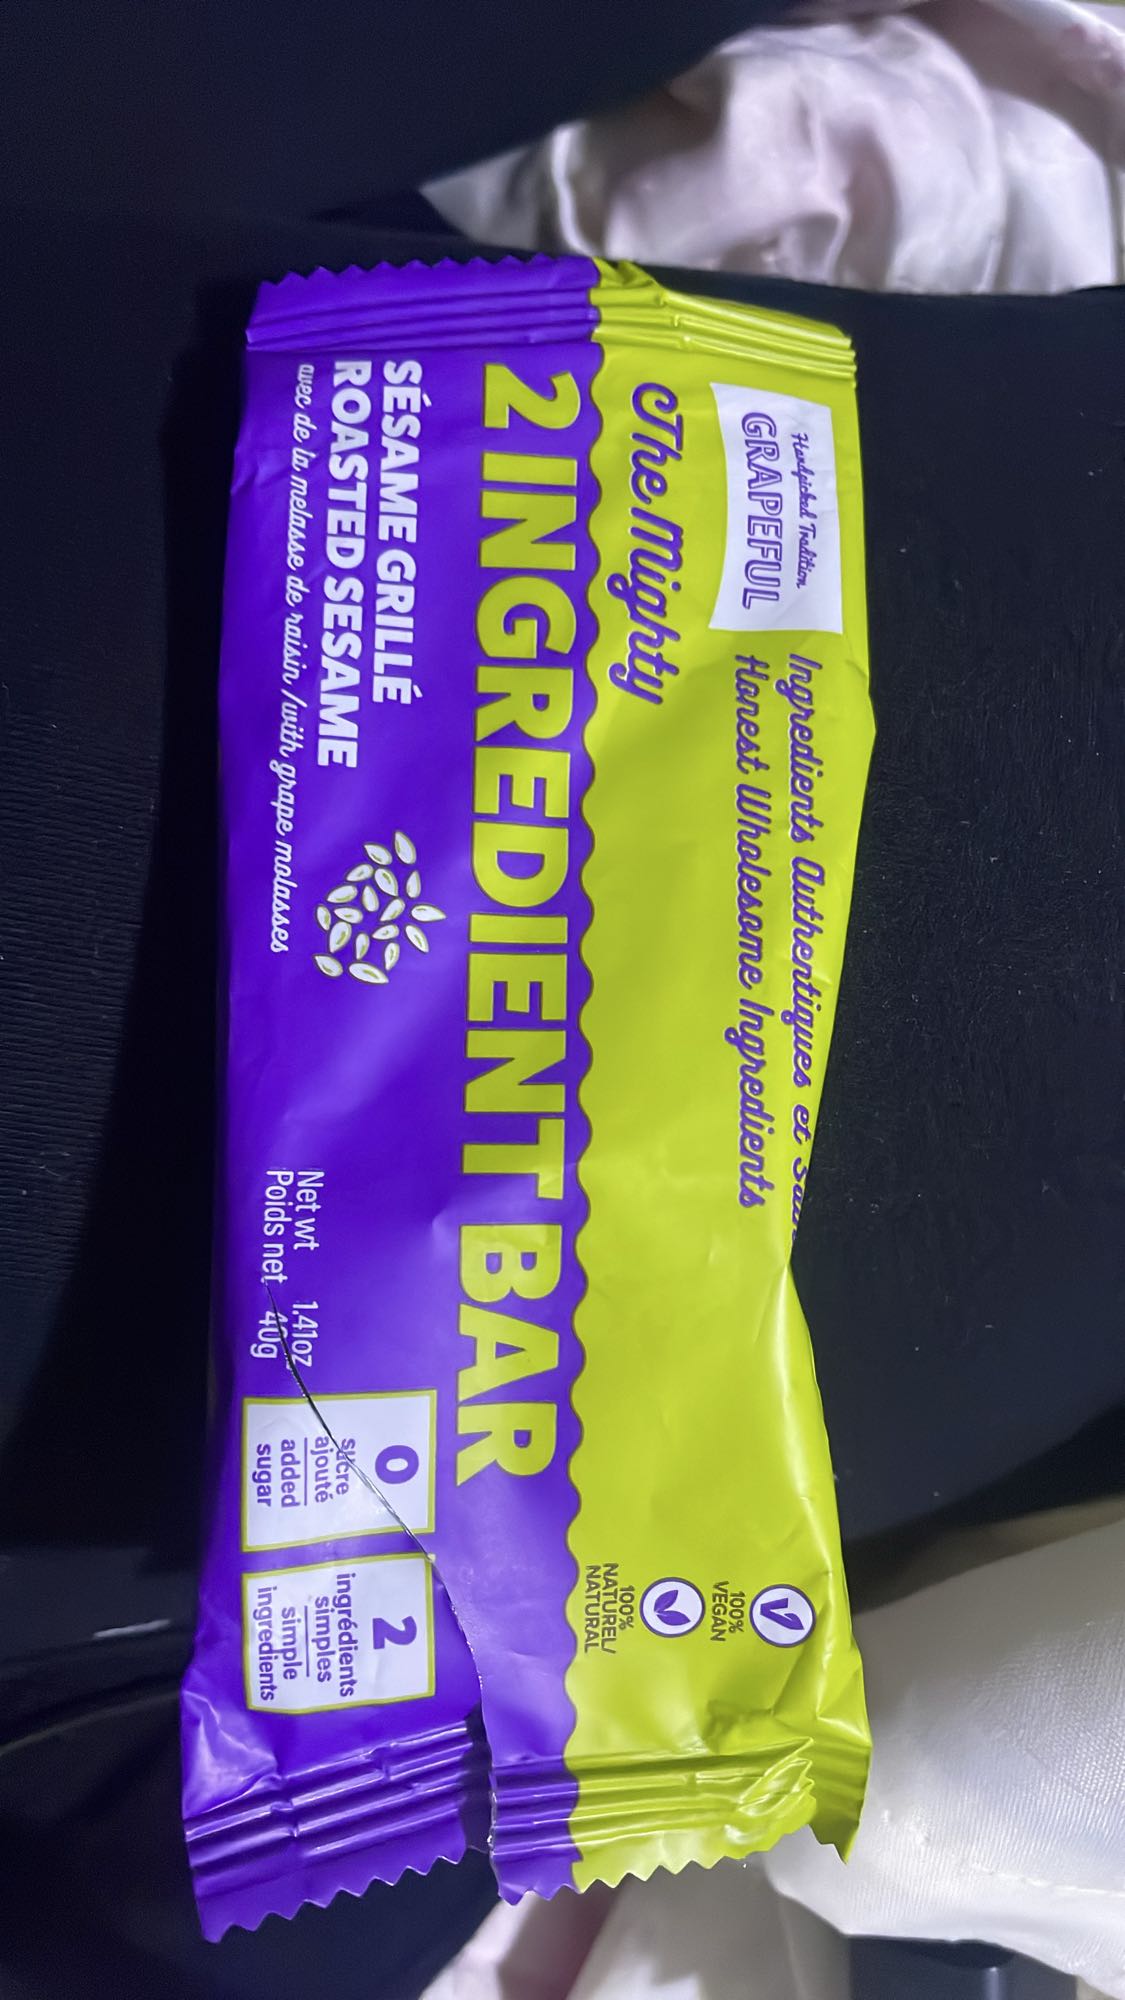 Handpicked Tradition
GRAPEFUL
Ingredients Authentiques et
Honest Wholesome Ingredients
The Mighty
2 INGREDIENT BAR
SÉSAME GRILLÉ
ROASTED SESAME
avec de la melasse de raisin / with grape molasses
Net wt 1.41oz
Poids net 40g
0
sucre
ajouté
added
sugar
2
ingrédients
simples
simple
ingredients
100%
VEGAN
100%
NATUREL/
NATURAL